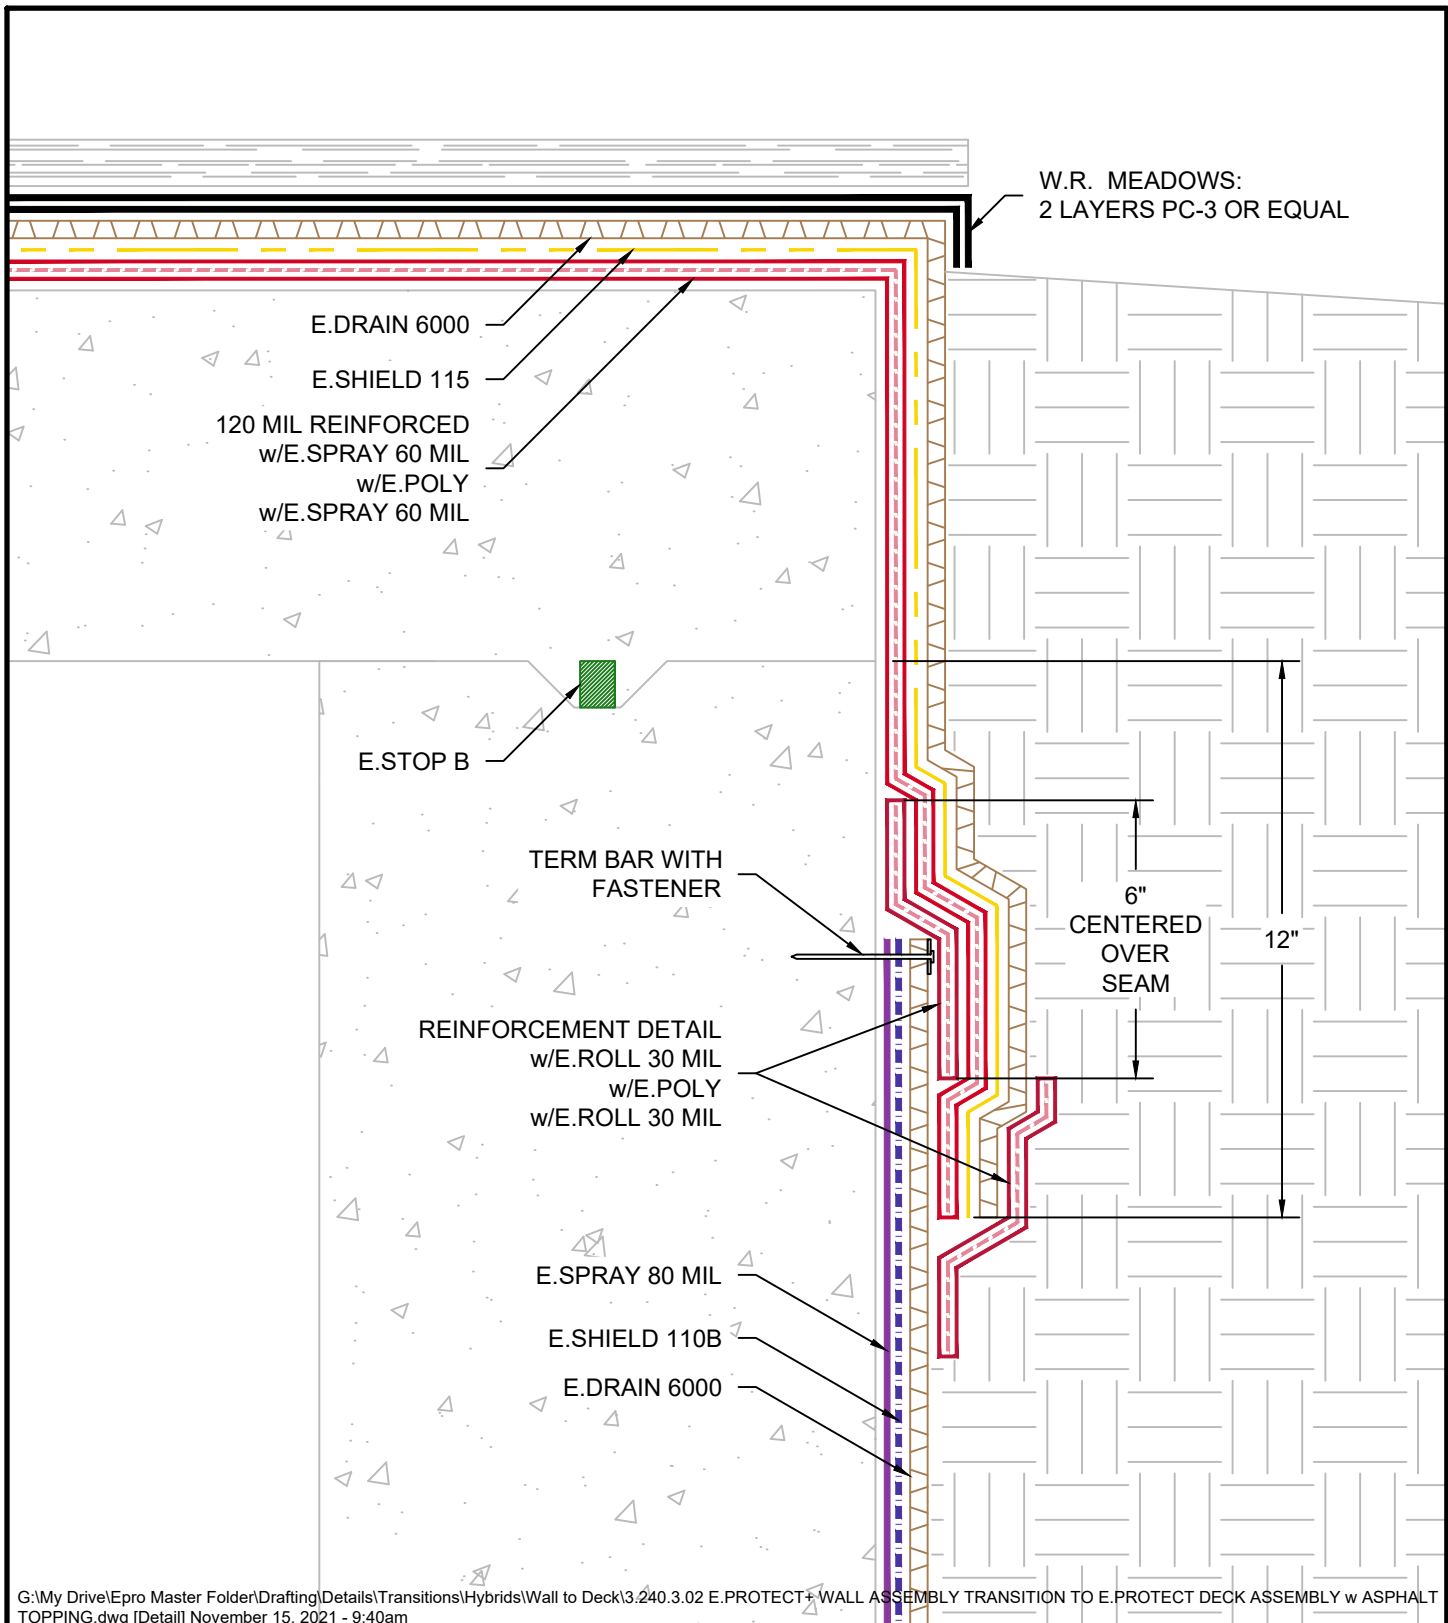 W.R. MEADOWS:
2 LAYERS PC-3 OR EQUAL
E.DRAIN 6000
E.SHIELD 115
120 MIL REINFORCED
w/E.SPRAY 60 MIL
w/E.POLY
w/E.SPRAY 60 MIL
E.STOP B
TERM BAR WITH
FASTENER
6"
CENTERED
OVER
SEAM
12"
REINFORCEMENT DETAIL
w/E.ROLL 30 MIL
w/E.POLY
w/E.ROLL 30 MIL
E.SPRAY 80 MIL
E.SHIELD 110B
E.DRAIN 6000
G:\My Drive\Epro Master Folder\Drafting\Details\Transitions\Hybrids\Wall to Deck\3.240.3.02 E.PROTECT+ WALL ASSEMBLY TRANSITION TO E.PROTECT DECK ASSEMBLY w ASPHALT
TOPPING.dwg [Detail] November 15, 2021 - 9:40am